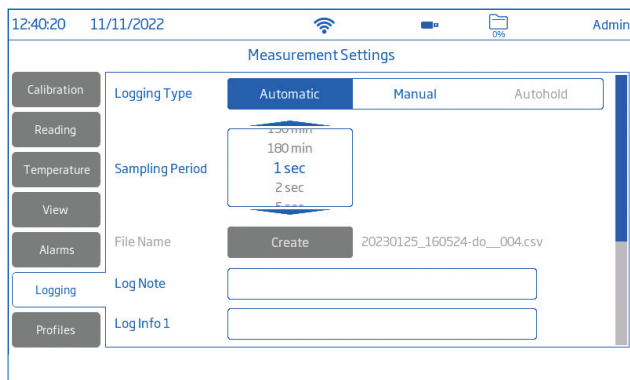 12:40:20 11/11/2022 0% Admin
Measurement Settings
Calibration
Logging Type Automatic Manual Autohold
Reading
180 min
Temperature Sampling Period 1 sec
2 sec
View
Alarms File Name Create 20230125_160524-do__004.csv
Logging Log Note
Profiles Log Info 1